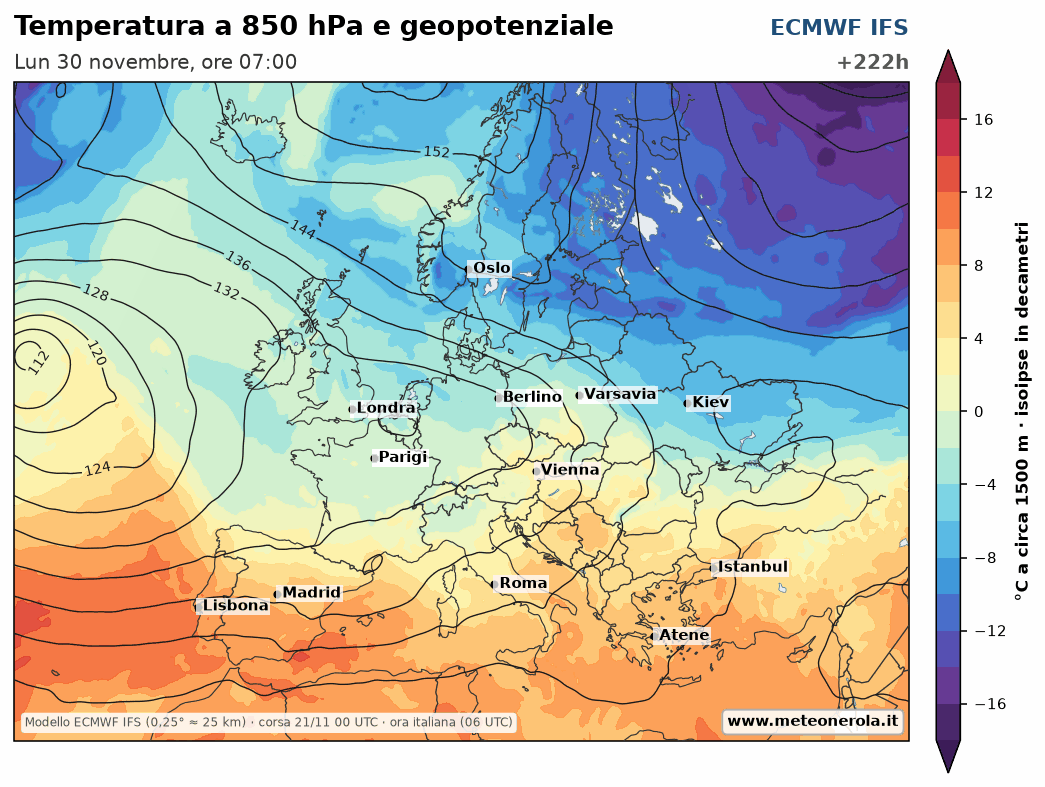 Temperatura a 850 hPa e geopotenziale
ECMWF IFS
Lun 30 novembre, ore 07:00
+222h
152
144
136
132
128
120
112
124
Oslo
Berlino
Varsavia
Kiev
Londra
Parigi
Vienna
Istanbul
Roma
Madrid
Lisbona
Atene
16
12
8
4
0
−4
−8
−12
−16
°C a circa 1500 m · isoipse in decametri
Modello ECMWF IFS (0,25° ≈ 25 km) · corsa 21/11 00 UTC · ora italiana (06 UTC)
www.meteonerola.it